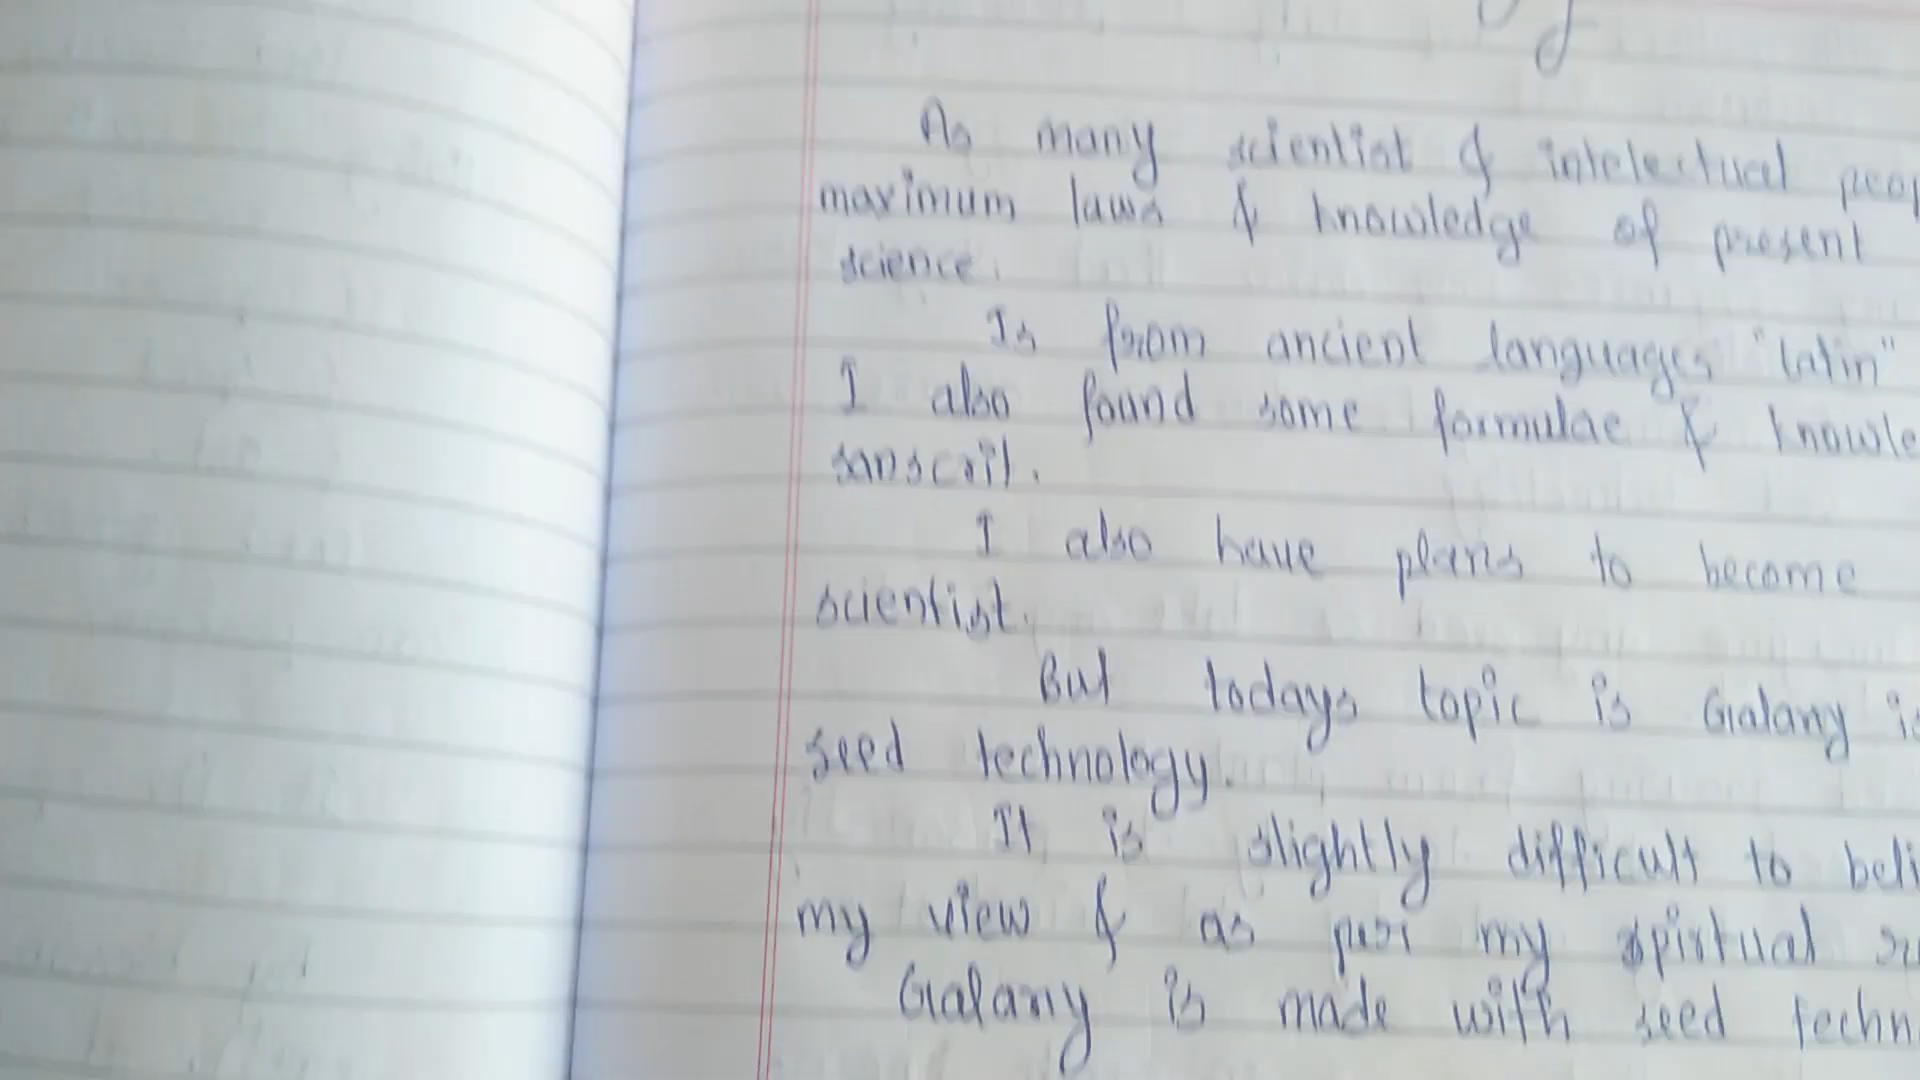 As many scientist & intelectual
maximum laws & knowledge of present
science.
Is from ancient languages "latin"
I also found some formulae &
sanscrit.
I also have plans to become
scientist.
But todays topic is Galaxy
seed technology.
It is slightly difficult to
my view & as per my spirtual
Galaxy is made with seed